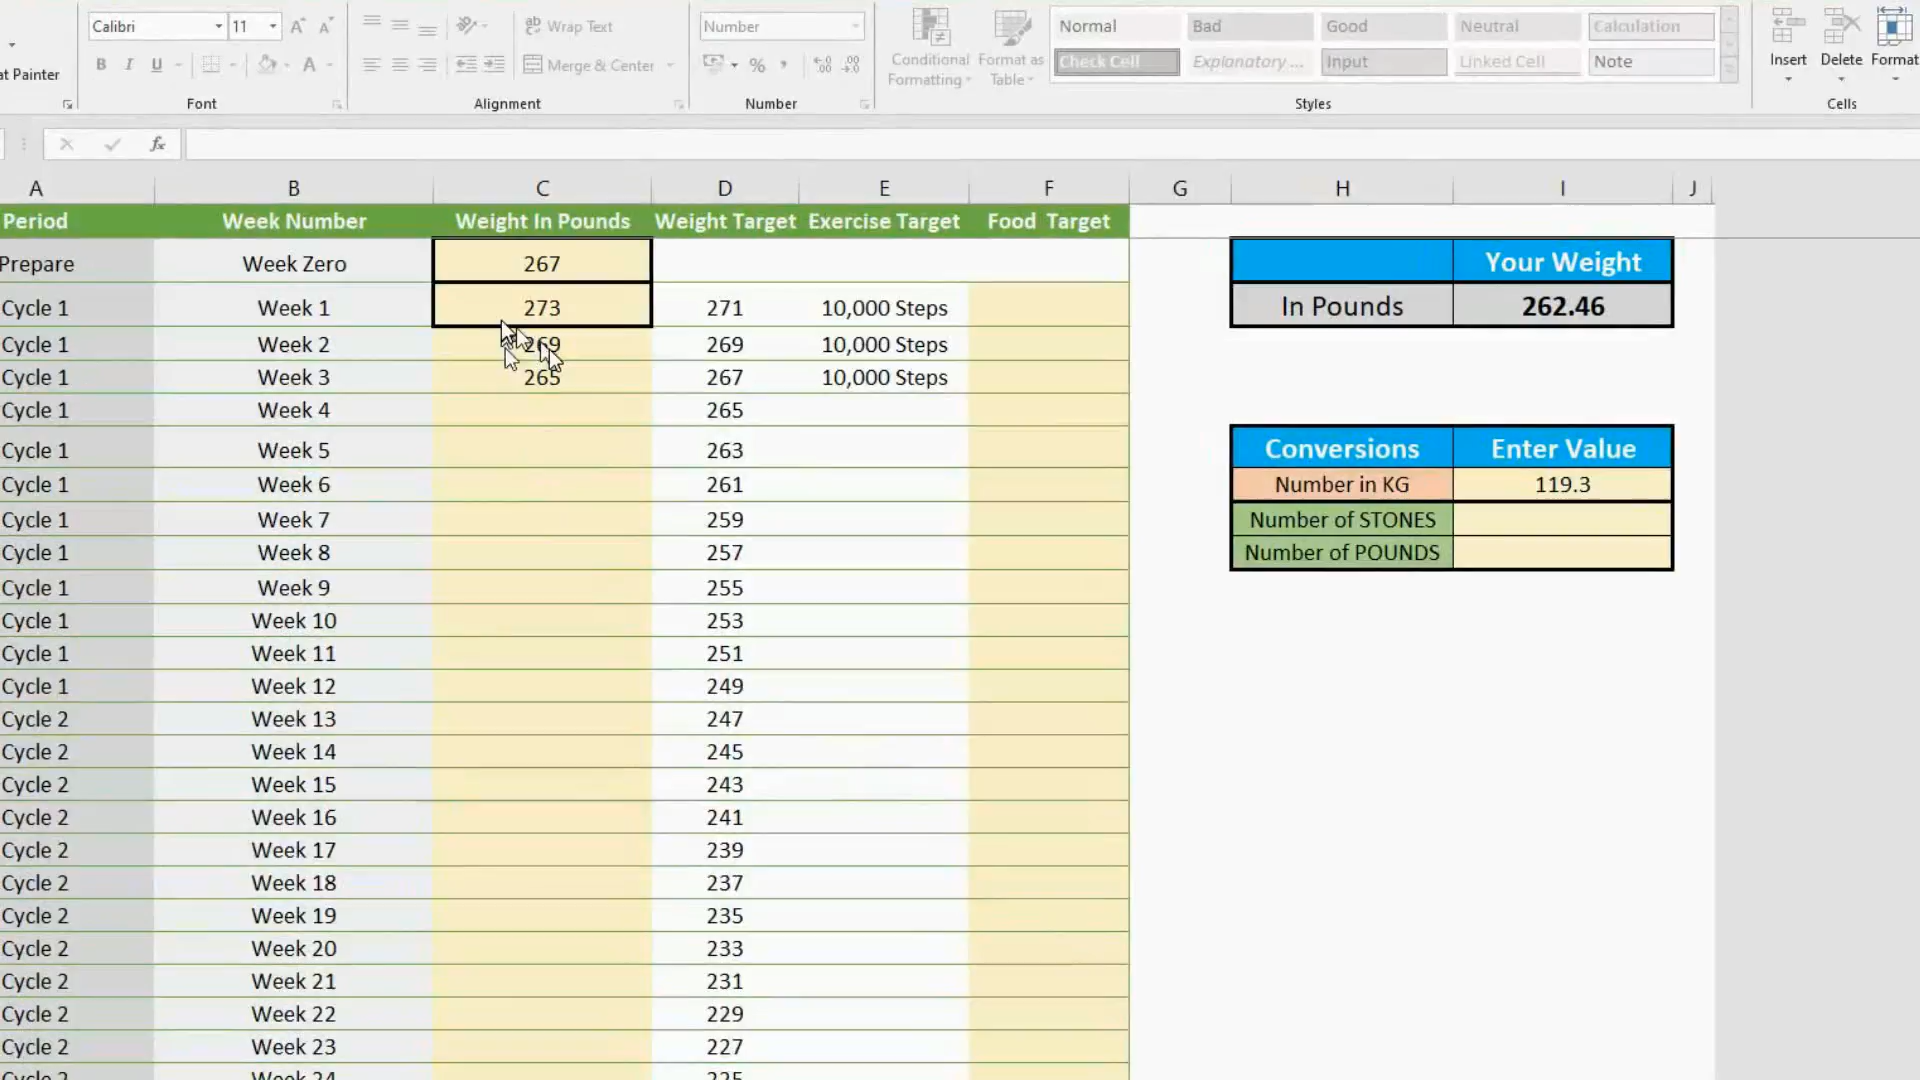 Calibri 11 ab Wrap Text Number Normal Bad Good Neutral Calculation
at Painter B I U A Merge & Center % , Conditional Formatting Format as Table Check Cell Explanatory ... Input Linked Cell Note Insert Delete Format
Font Alignment Number Styles Cells
fx
A B C D E F G H I J
Period Week Number Weight In Pounds Weight Target Exercise Target Food Target
Prepare Week Zero 267 Your Weight
Cycle 1 Week 1 273 271 10,000 Steps In Pounds 262.46
Cycle 1 Week 2 269 269 10,000 Steps
Cycle 1 Week 3 265 267 10,000 Steps
Cycle 1 Week 4 265
Cycle 1 Week 5 263 Conversions Enter Value
Cycle 1 Week 6 261 Number in KG 119.3
Cycle 1 Week 7 259 Number of STONES
Cycle 1 Week 8 257 Number of POUNDS
Cycle 1 Week 9 255
Cycle 1 Week 10 253
Cycle 1 Week 11 251
Cycle 1 Week 12 249
Cycle 2 Week 13 247
Cycle 2 Week 14 245
Cycle 2 Week 15 243
Cycle 2 Week 16 241
Cycle 2 Week 17 239
Cycle 2 Week 18 237
Cycle 2 Week 19 235
Cycle 2 Week 20 233
Cycle 2 Week 21 231
Cycle 2 Week 22 229
Cycle 2 Week 23 227
Cycle 2 Week 24 225